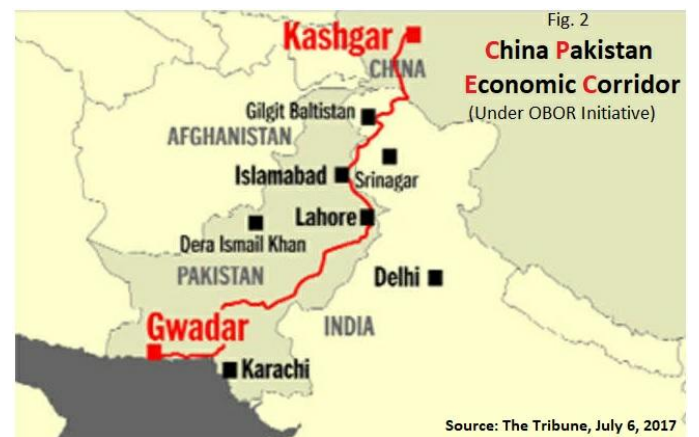 Fig. 2
China Pakistan
Economic Corridor
(Under OBOR Initiative)
Kashgar
CHINA
Gilgit Baltistan
AFGHANISTAN
Islamabad
Srinagar
Lahore
Dera Ismail Khan
PAKISTAN
Delhi
Gwadar
INDIA
Karachi
Source: The Tribune, July 6, 2017